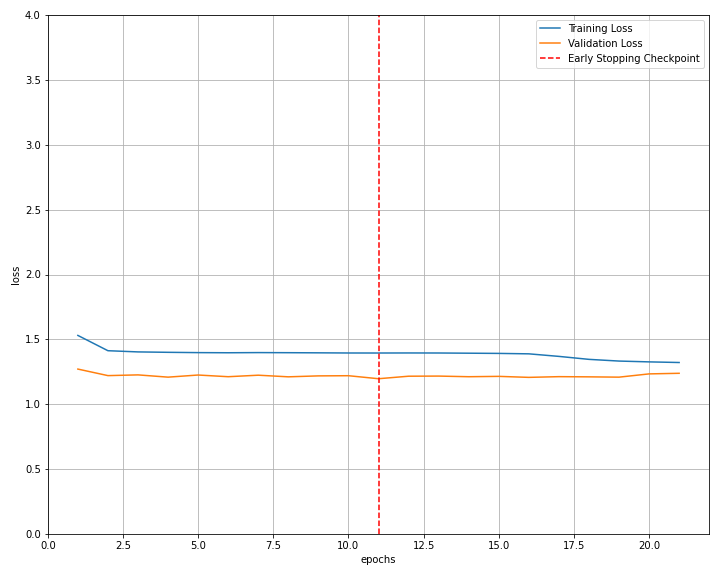 4.0
3.5
3.0
2.5
2.0
1.5
1.0
0.5
0.0
loss
Training Loss
Validation Loss
Early Stopping Checkpoint
0.0 2.5 5.0 7.5 10.0 12.5 15.0 17.5 20.0
epochs